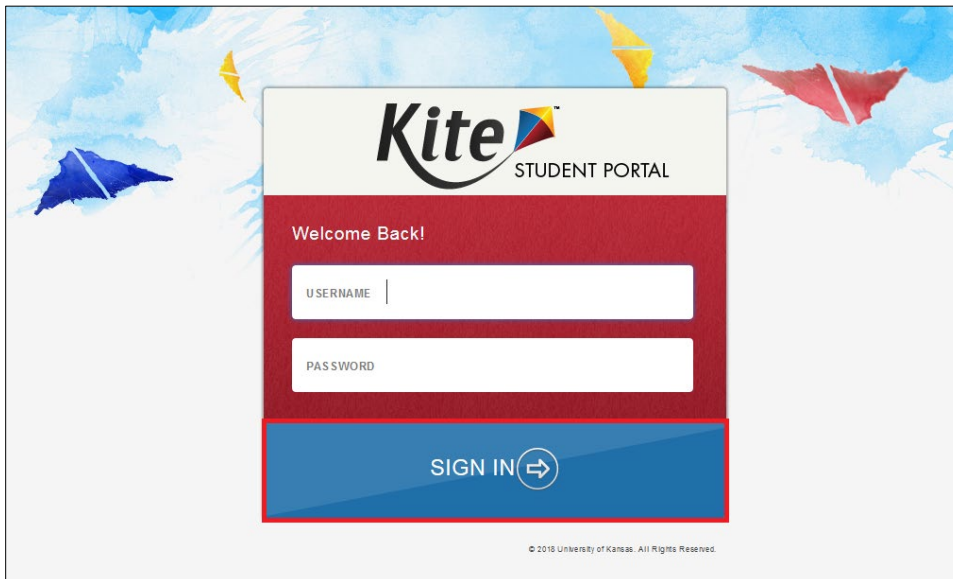 Kite™
STUDENT PORTAL
Welcome Back!
USERNAME
PASSWORD
SIGN IN
© 2018 University of Kansas. All Rights Reserved.